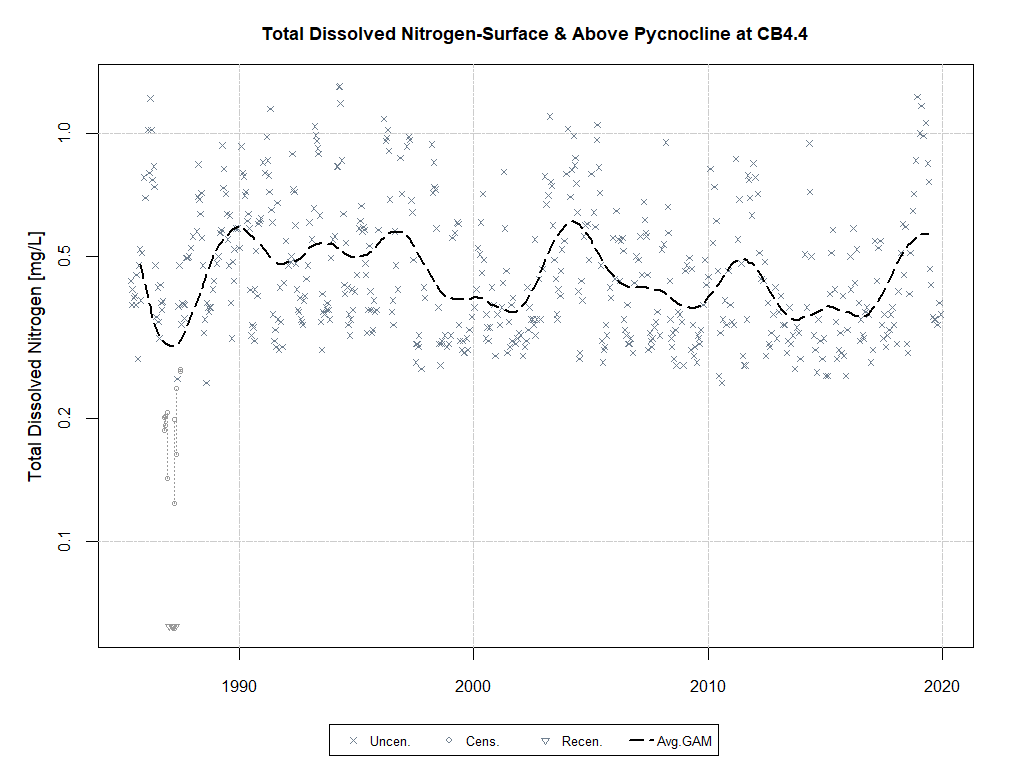 Total Dissolved Nitrogen-Surface & Above Pycnocline at CB4.4
Total Dissolved Nitrogen [mg/L]
1.0
0.5
0.2
0.1
1990 2000 2010 2020
Uncen. Cens. Recen. Avg.GAM